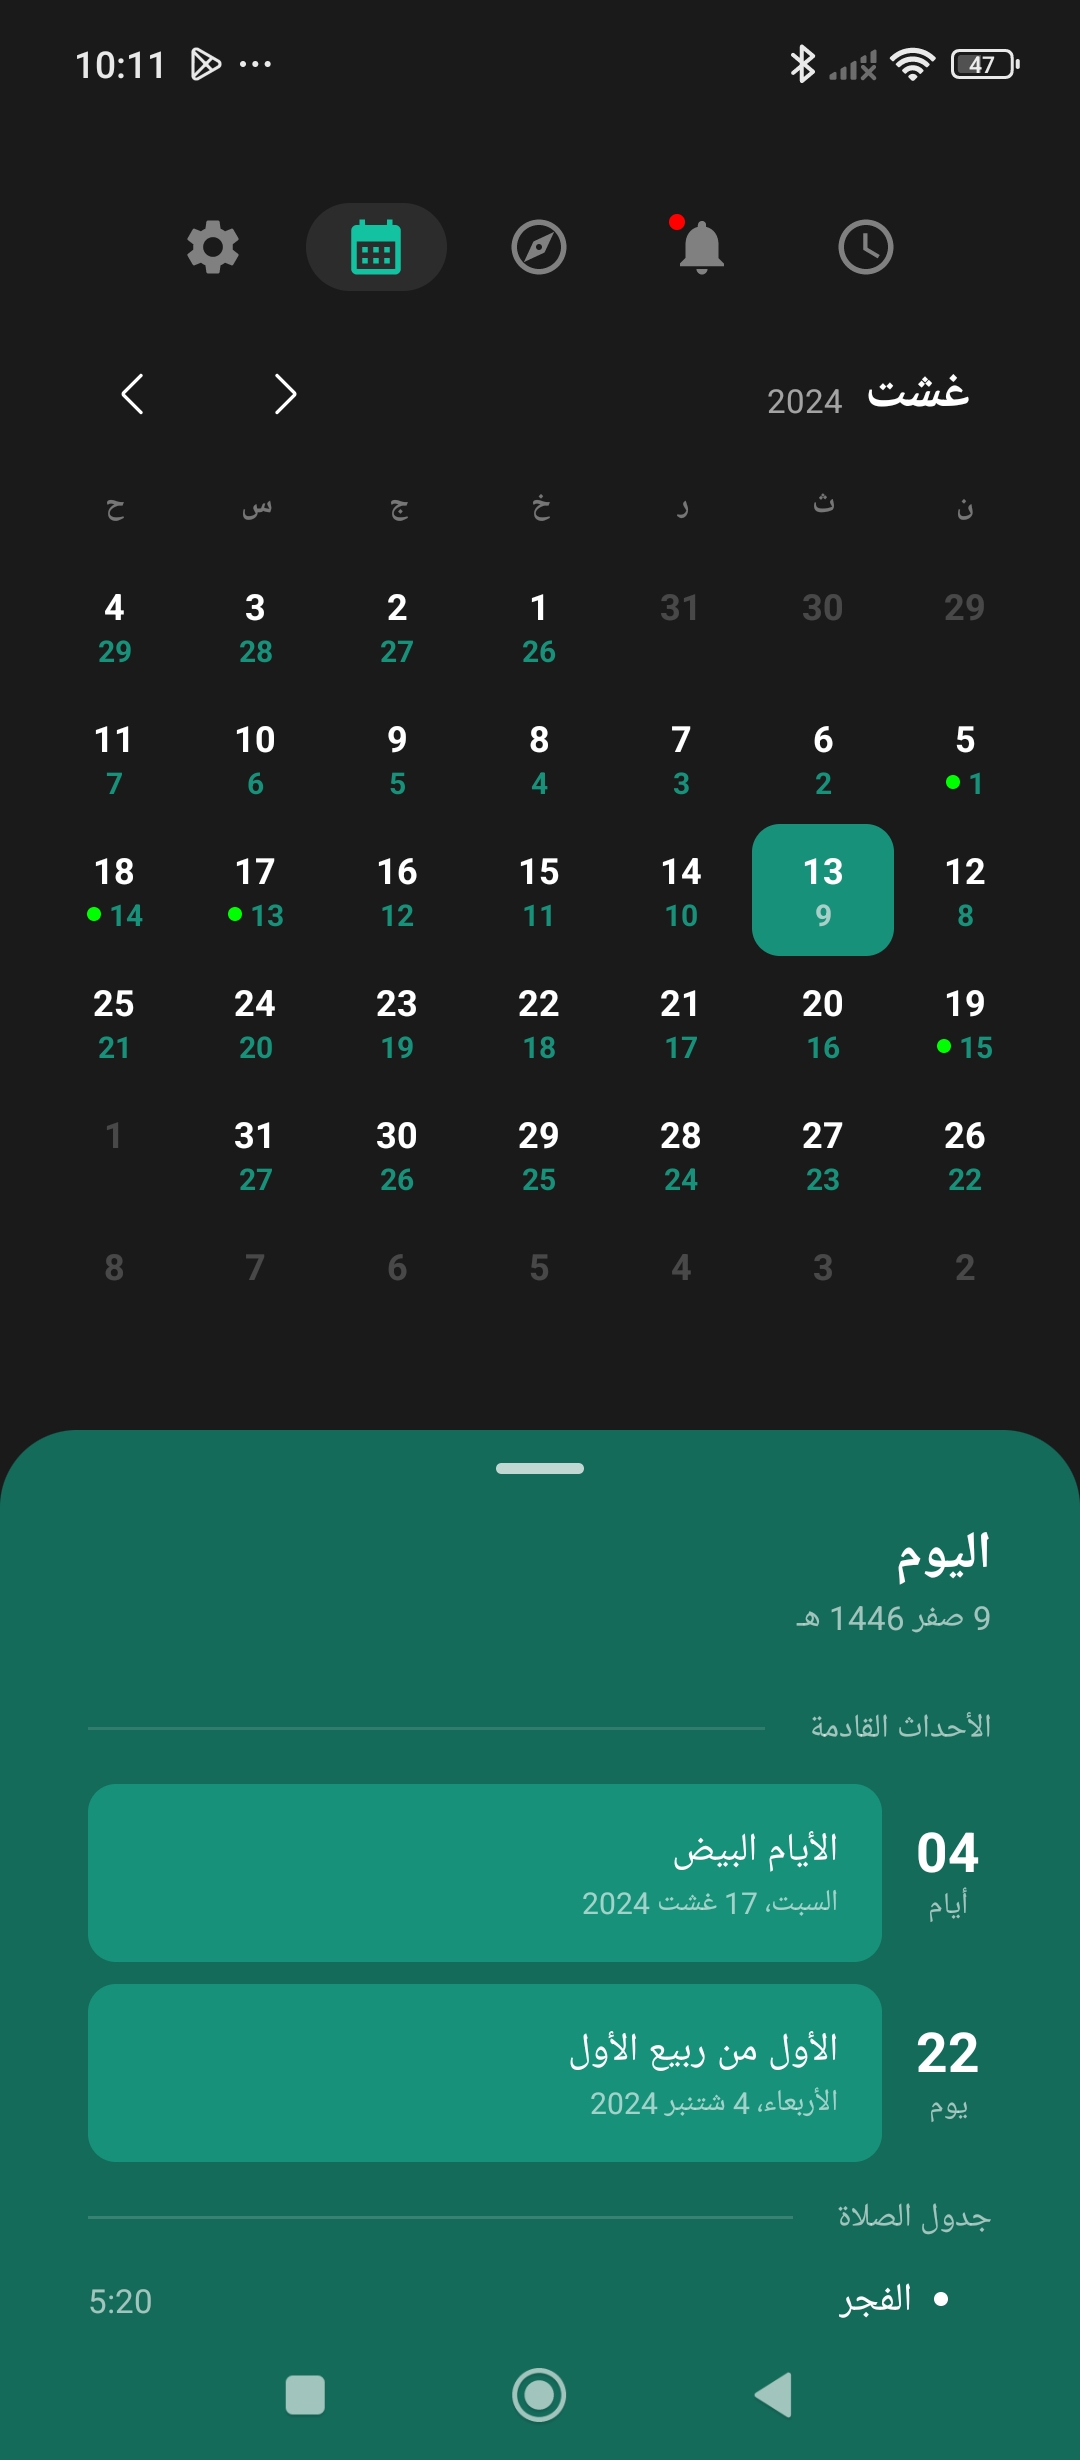 10:11
47
غشت 2024
ن ث ر خ ج س ح
29 30 31 1 2 3 4
26 27 28 29
5 6 7 8 9 10 11
1 2 3 4 5 6 7
12 13 14 15 16 17 18
8 9 10 11 12 13 14
19 20 21 22 23 24 25
15 16 17 18 19 20 21
26 27 28 29 30 31 1
22 23 24 25 26 27
2 3 4 5 6 7 8
اليوم
9 صفر 1446 هـ
الأحداث القادمة
04
أيام
الأيام البيض
السبت، 17 غشت 2024
22
يوم
الأول من ربيع الأول
الأربعاء، 4 شتنبر 2024
جدول الصلاة
الفجر 5:20